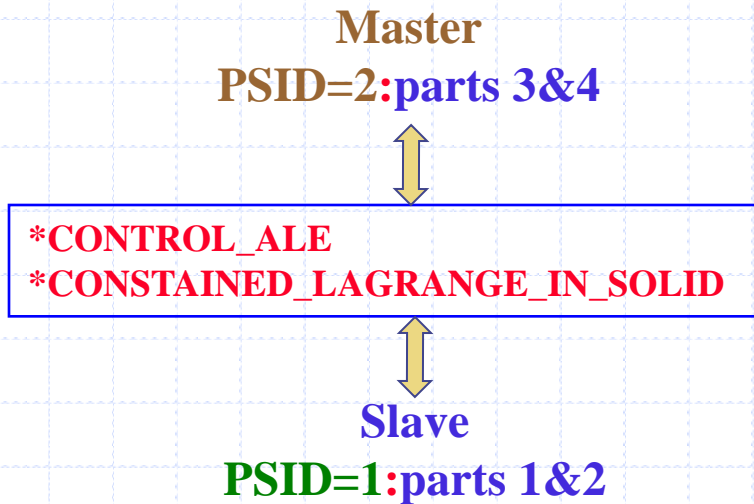 Master
PSID=2:parts 3&4
*CONTROL_ALE
*CONSTAINED_LAGRANGE_IN_SOLID
Slave
PSID=1:parts 1&2